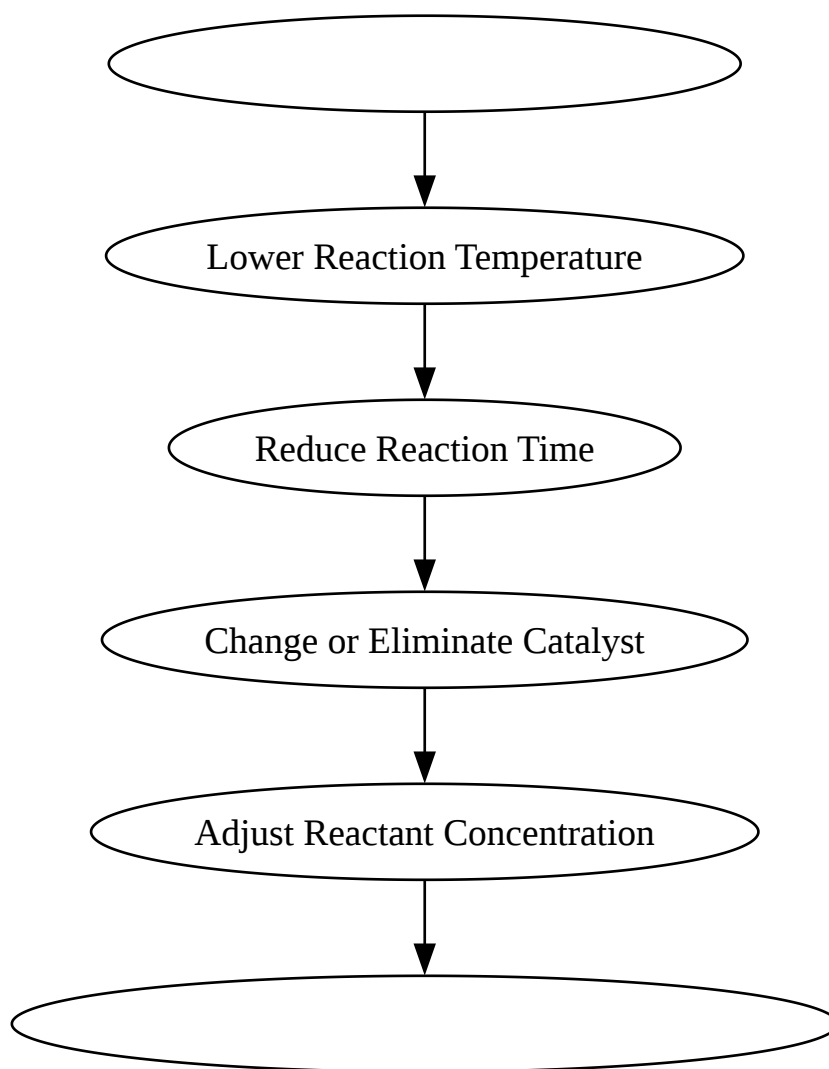 Lower Reaction Temperature
Reduce Reaction Time
Change or Eliminate Catalyst
Adjust Reactant Concentration